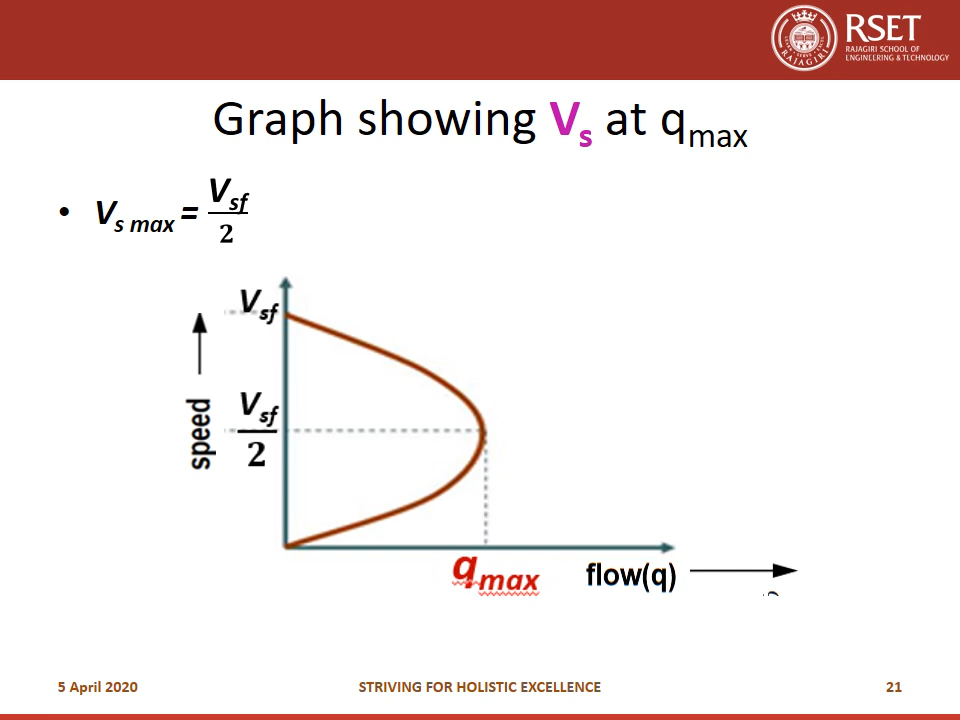 RSET
RAJAGIRI SCHOOL OF
ENGINEERING & TECHNOLOGY
RAJAGIRI
Graph showing Vs at qmax
• Vs max = Vsf/2
Vsf
speed
Vsf/2
qmax
flow(q)
5 April 2020
STRIVING FOR HOLISTIC EXCELLENCE
21